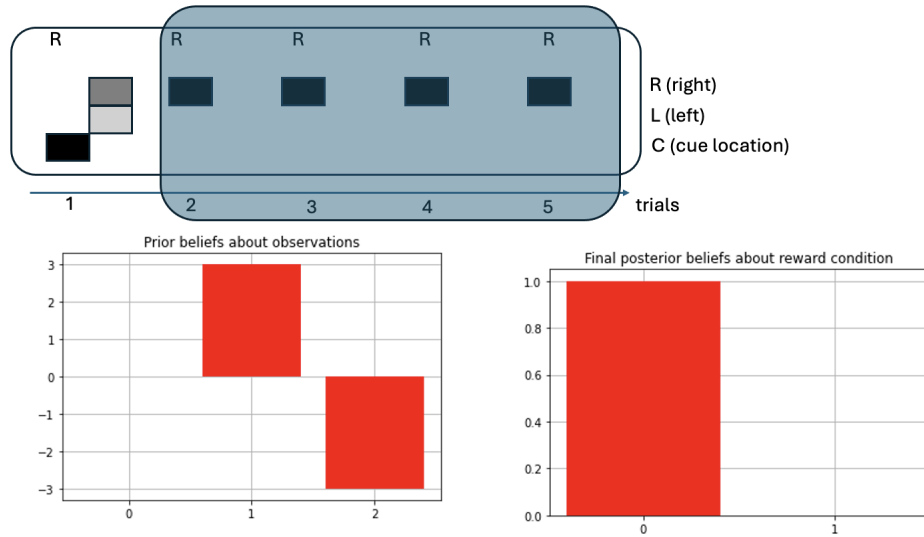 R R R R R
R (right)
L (left)
C (cue location)
1 2 3 4 5 trials
Prior beliefs about observations
3
2
1
0
−1
−2
−3
0 1 2
Final posterior beliefs about reward condition
1.0
0.8
0.6
0.4
0.2
0.0
0 1